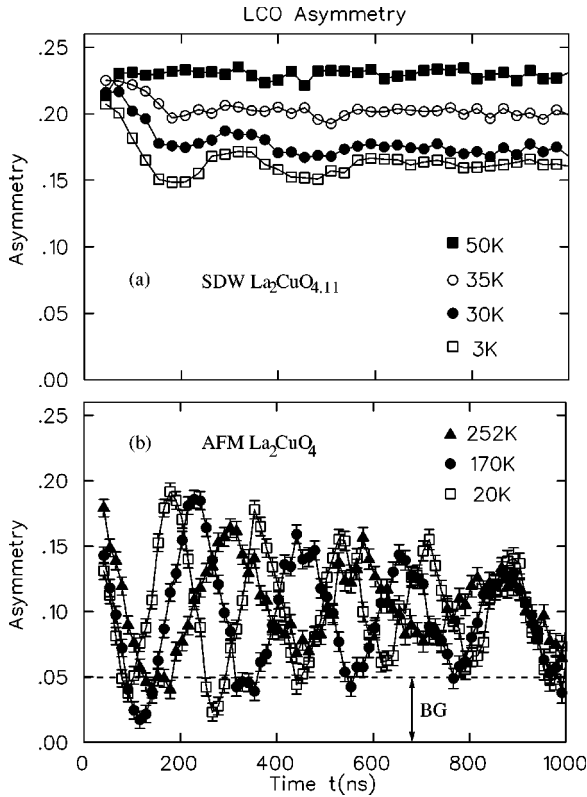 LCO Asymmetry
.25
.20
.15
.10
.05
.00
Asymmetry
(a) SDW La2CuO4.11
■ 50K
○ 35K
● 30K
□ 3K
.25
.20
.15
.10
.05
.00
Asymmetry
(b) AFM La2CuO4
▲ 252K
● 170K
□ 20K
BG
0 200 400 600 800 1000
Time t(ns)